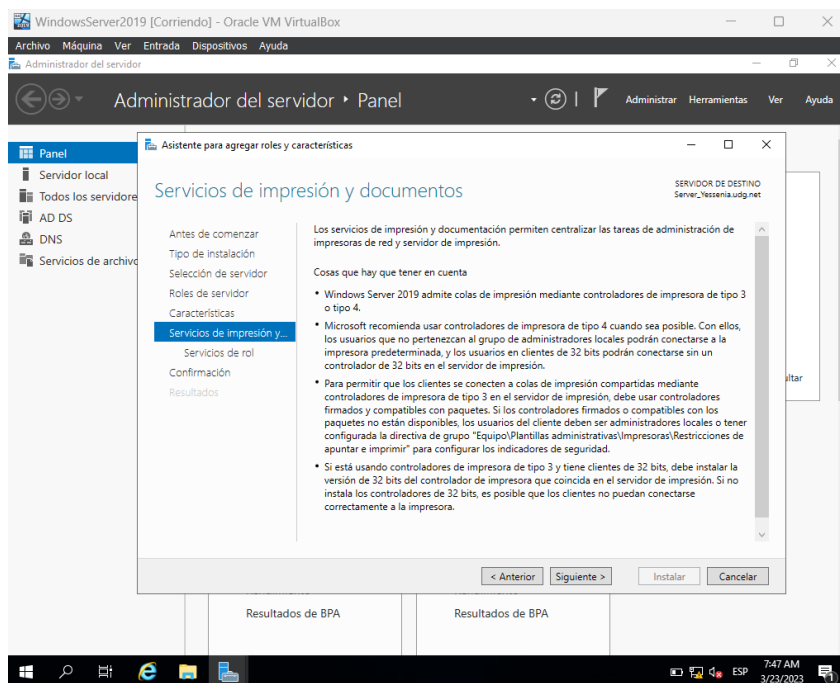 WindowsServer2019 [Corriendo] - Oracle VM VirtualBox
Archivo Máquina Ver Entrada Dispositivos Ayuda
Administrador del servidor
Administrador del servidor ‣ Panel
Administrar Herramientas Ver Ayuda
Panel
Servidor local
Todos los servidore
AD DS
DNS
Servicios de archivo
Asistente para agregar roles y características
Servicios de impresión y documentos
SERVIDOR DE DESTINO
Server_Yessenia.udg.net
Antes de comenzar
Tipo de instalación
Selección de servidor
Roles de servidor
Características
Servicios de impresión y...
Servicios de rol
Confirmación
Resultados
Los servicios de impresión y documentación permiten centralizar las tareas de administración de
impresoras de red y servidor de impresión.
Cosas que hay que tener en cuenta
• Windows Server 2019 admite colas de impresión mediante controladores de impresora de tipo 3
o tipo 4.
• Microsoft recomienda usar controladores de impresora de tipo 4 cuando sea posible. Con ellos,
los usuarios que no pertenezcan al grupo de administradores locales podrán conectarse a la
impresora predeterminada, y los usuarios en clientes de 32 bits podrán conectarse sin un
controlador de 32 bits en el servidor de impresión.
• Para permitir que los clientes se conecten a colas de impresión compartidas mediante
controladores de impresora de tipo 3 en el servidor de impresión, debe usar controladores
firmados y compatibles con paquetes. Si los controladores firmados o compatibles con los
paquetes no están disponibles, los usuarios del cliente deben ser administradores locales o tener
configurada la directiva de grupo "Equipo\Plantillas administrativas\Impresoras\Restricciones de
apuntar e imprimir" para configurar los indicadores de seguridad.
• Si está usando controladores de impresora de tipo 3 y tiene clientes de 32 bits, debe instalar la
versión de 32 bits del controlador de impresora que coincida en el servidor de impresión. Si no
instala los controladores de 32 bits, es posible que los clientes no puedan conectarse
correctamente a la impresora.
ultar
< Anterior Siguiente > Instalar Cancelar
Resultados de BPA Resultados de BPA
ESP
7:47 AM
3/23/2023